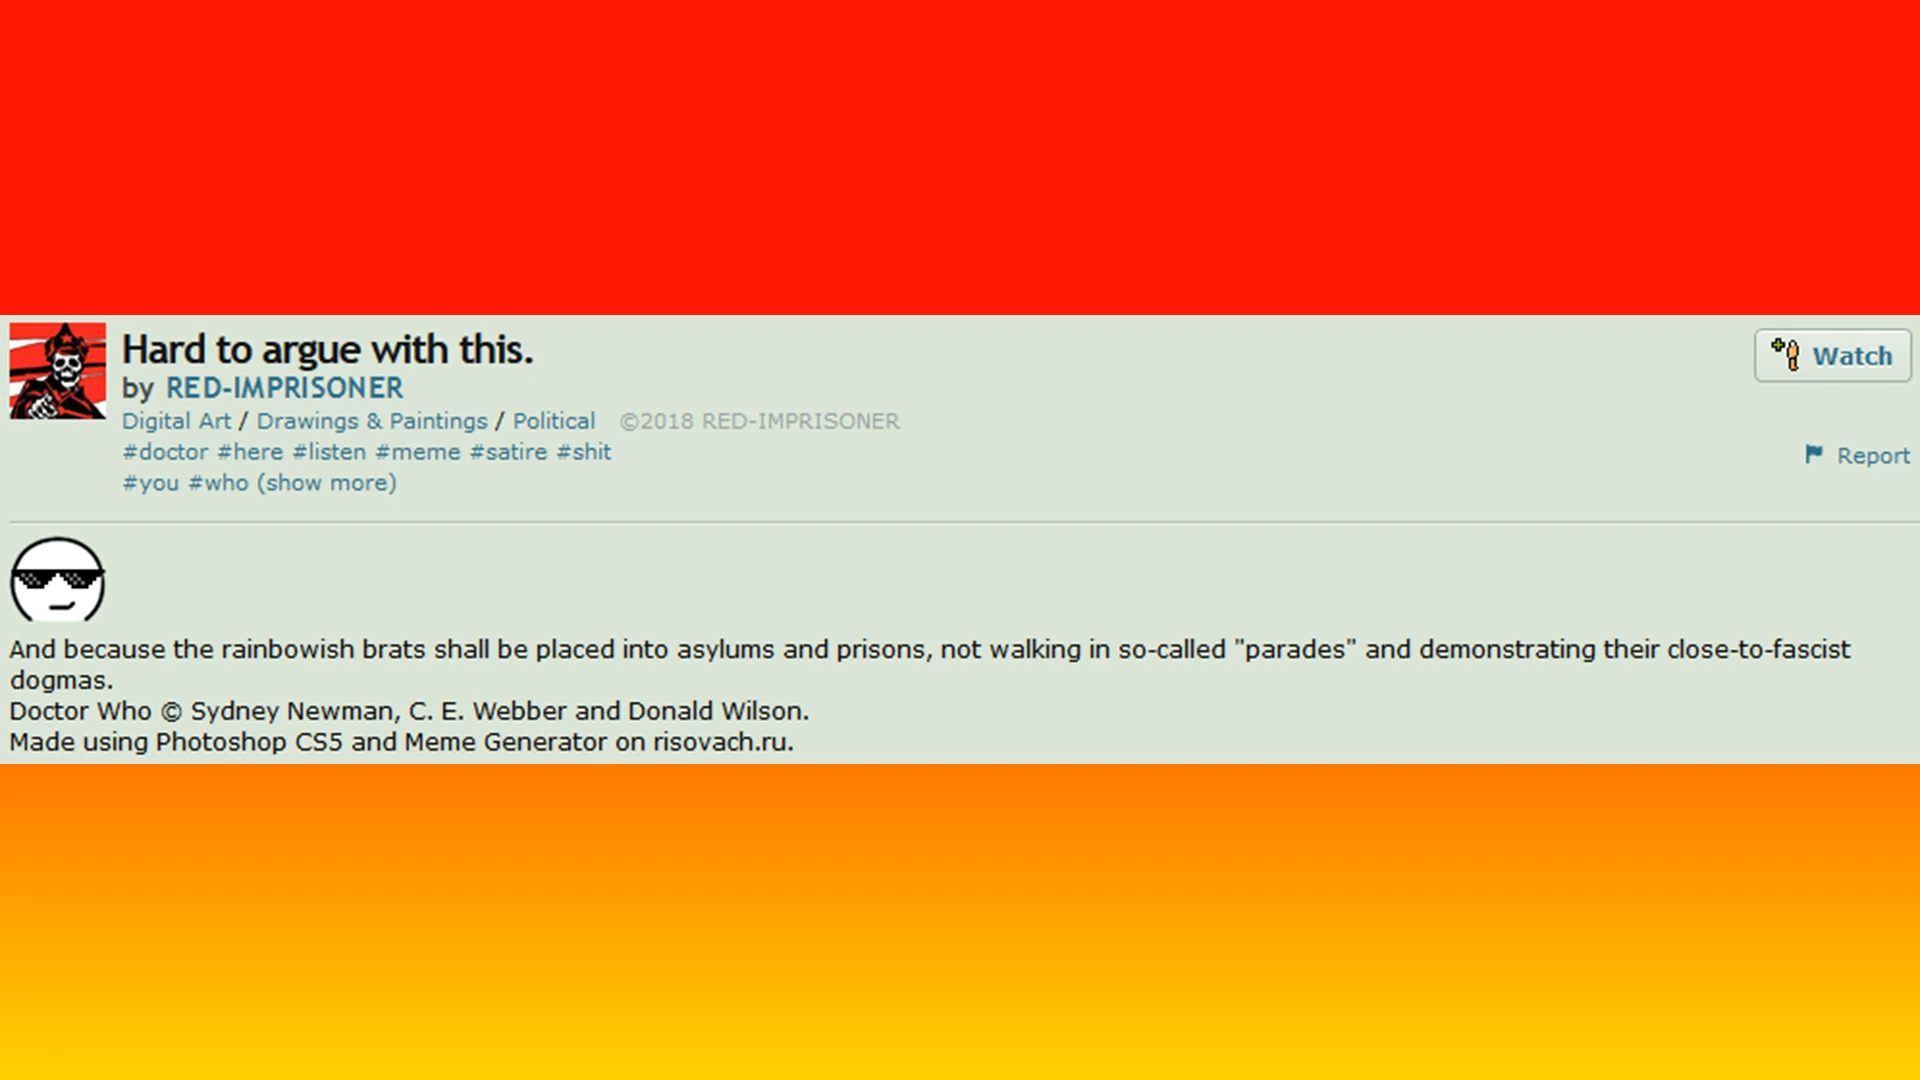 Hard to argue with this.
by RED-IMPRISONER
Digital Art / Drawings & Paintings / Political ©2018 RED-IMPRISONER
#doctor #here #listen #meme #satire #shit
#you #who (show more)
Watch
Report
And because the rainbowish brats shall be placed into asylums and prisons, not walking in so-called "parades" and demonstrating their close-to-fascist
dogmas.
Doctor Who © Sydney Newman, C. E. Webber and Donald Wilson.
Made using Photoshop CS5 and Meme Generator on risovach.ru.